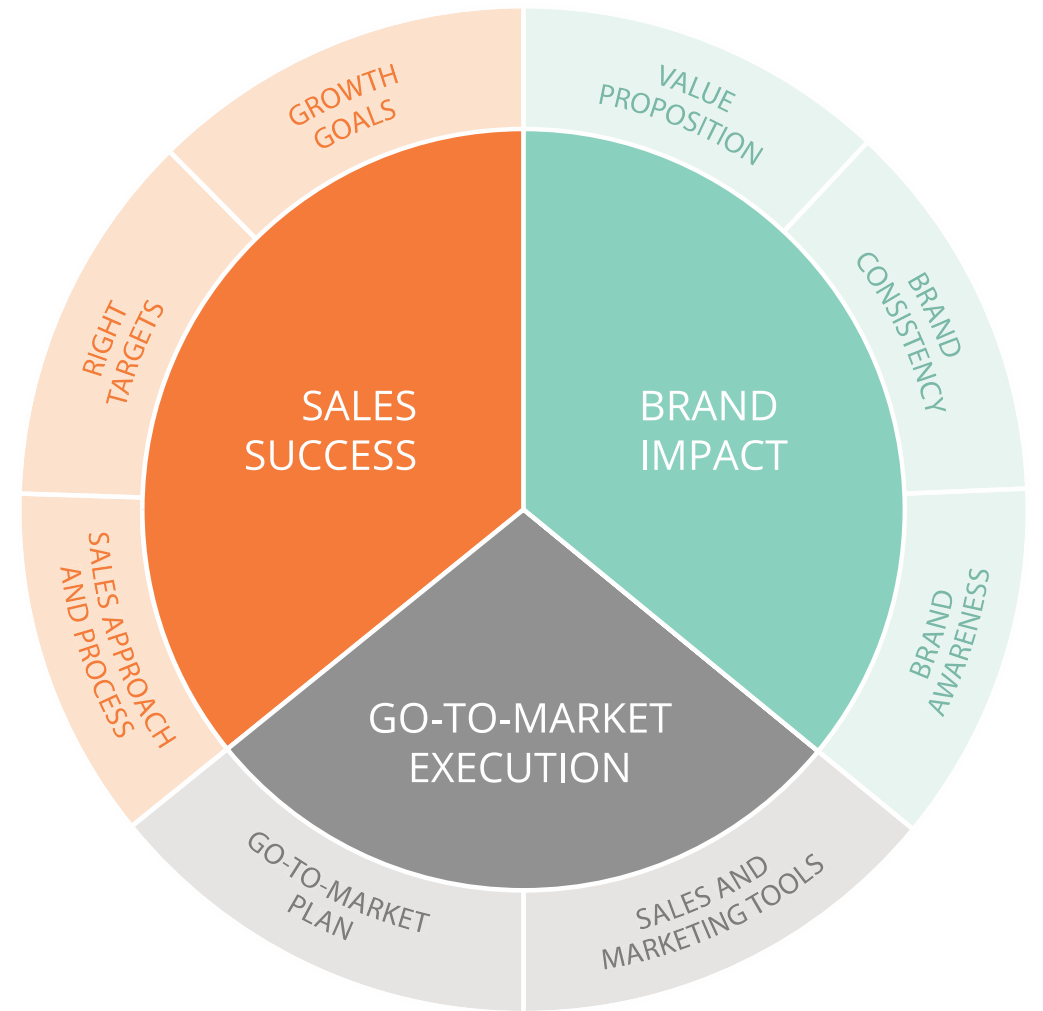 GROWTH
GOALS
VALUE
PROPOSITION
RIGHT
TARGETS
BRAND
CONSISTENCY
SALES
SUCCESS
BRAND
IMPACT
SALES APPROACH
AND PROCESS
BRAND
AWARENESS
GO-TO-MARKET
EXECUTION
GO-TO-MARKET
PLAN
SALES AND
MARKETING TOOLS